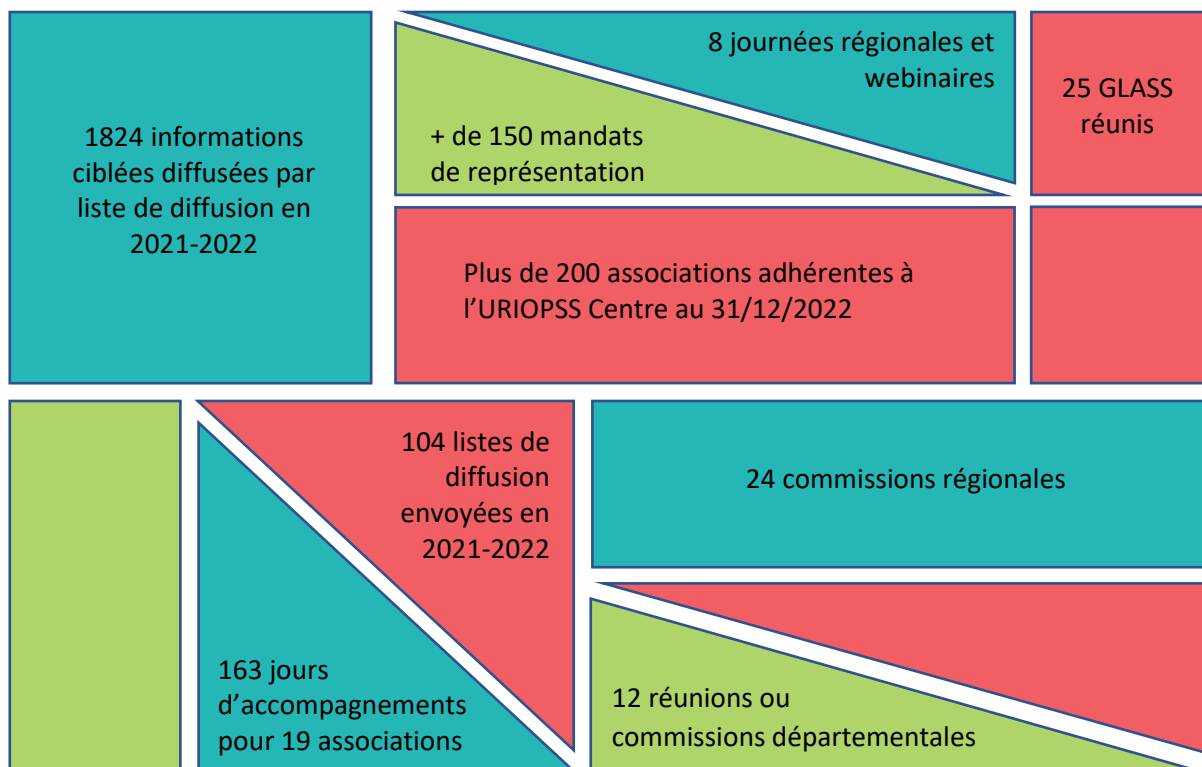 1824 informations
ciblées diffusées par
liste de diffusion en
2021-2022
8 journées régionales et
webinaires
+ de 150 mandats
de représentation
25 GLASS
réunis
Plus de 200 associations adhérentes à
l’URIOPSS Centre au 31/12/2022
104 listes de
diffusion
envoyées en
2021-2022
163 jours
d’accompagnements
pour 19 associations
24 commissions régionales
12 réunions ou
commissions départementales